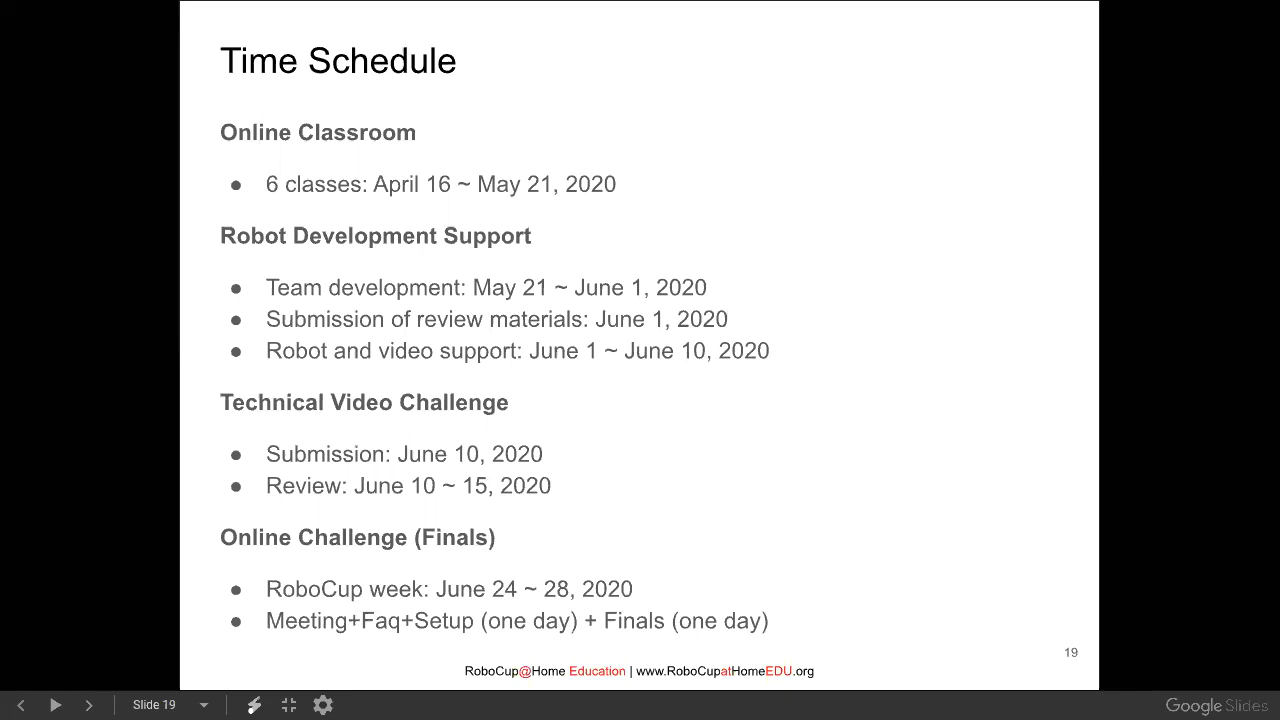 Time Schedule
Online Classroom
● 6 classes: April 16 ~ May 21, 2020
Robot Development Support
● Team development: May 21 ~ June 1, 2020
● Submission of review materials: June 1, 2020
● Robot and video support: June 1 ~ June 10, 2020
Technical Video Challenge
● Submission: June 10, 2020
● Review: June 10 ~ 15, 2020
Online Challenge (Finals)
● RoboCup week: June 24 ~ 28, 2020
● Meeting+Faq+Setup (one day) + Finals (one day)
19
RoboCup@Home Education | www.RoboCupatHomeEDU.org
Slide 19
Google Slides